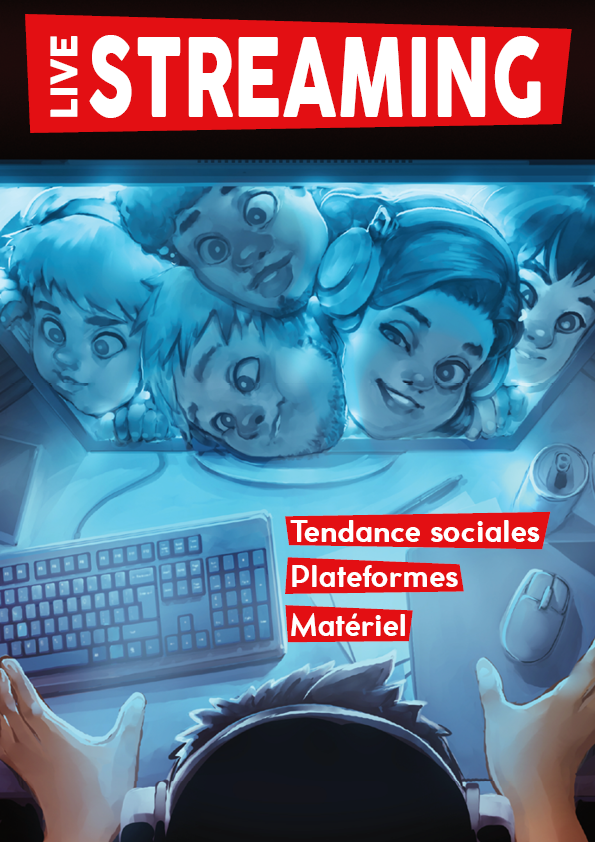 LIVE STREAMING
Tendance sociales
Plateformes
Matériel